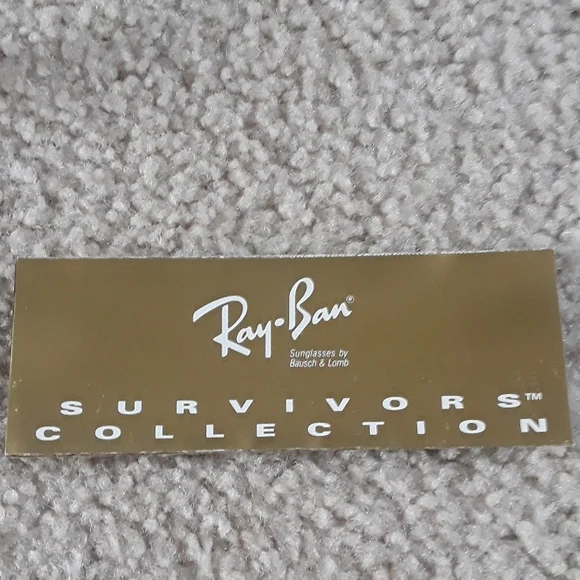 Ray-Ban®
Sunglasses by
Bausch & Lomb
SURVIVORS™
COLLECTION